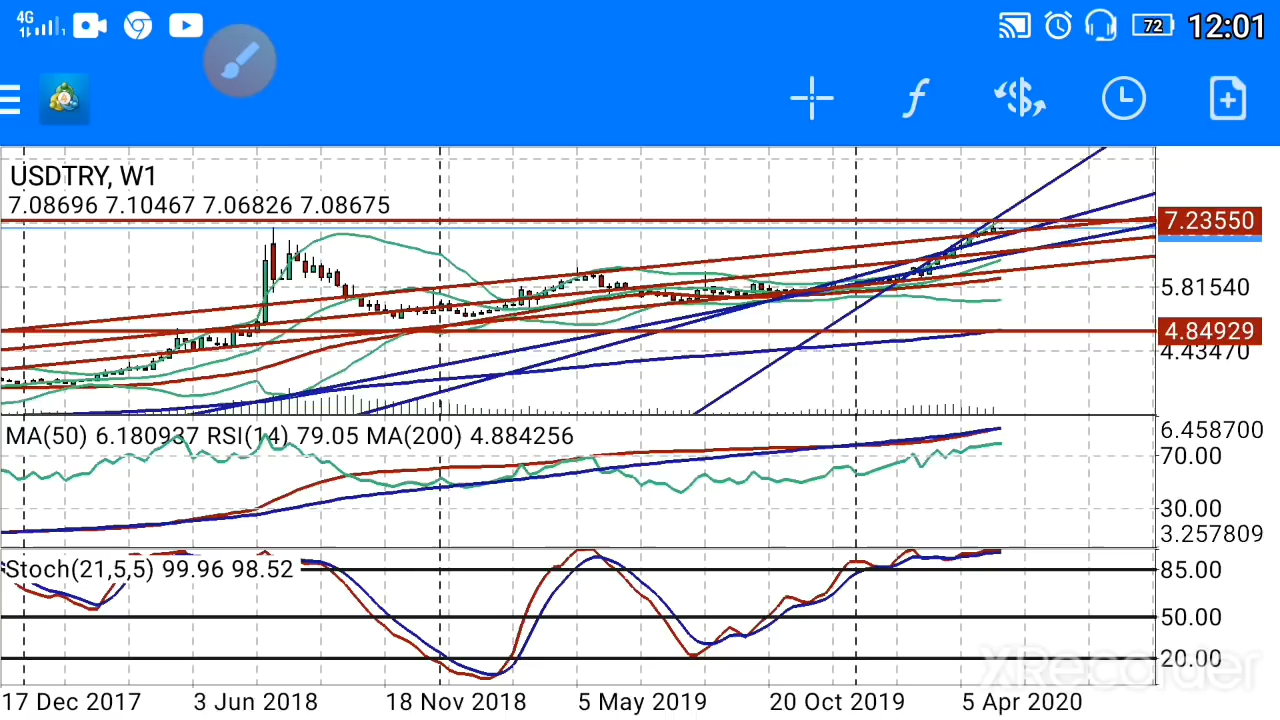 4G 72 12:01
USDTRY, W1
7.08696 7.10467 7.06826 7.08675
7.23550
5.81540
4.84929
4.43470
MA(50) 6.180937 RSI(14) 79.05 MA(200) 4.884256
6.458700
70.00
30.00
3.257809
Stoch(21,5,5) 99.96 98.52
85.00
50.00
20.00
XRecorder
17 Dec 2017 3 Jun 2018 18 Nov 2018 5 May 2019 20 Oct 2019 5 Apr 2020